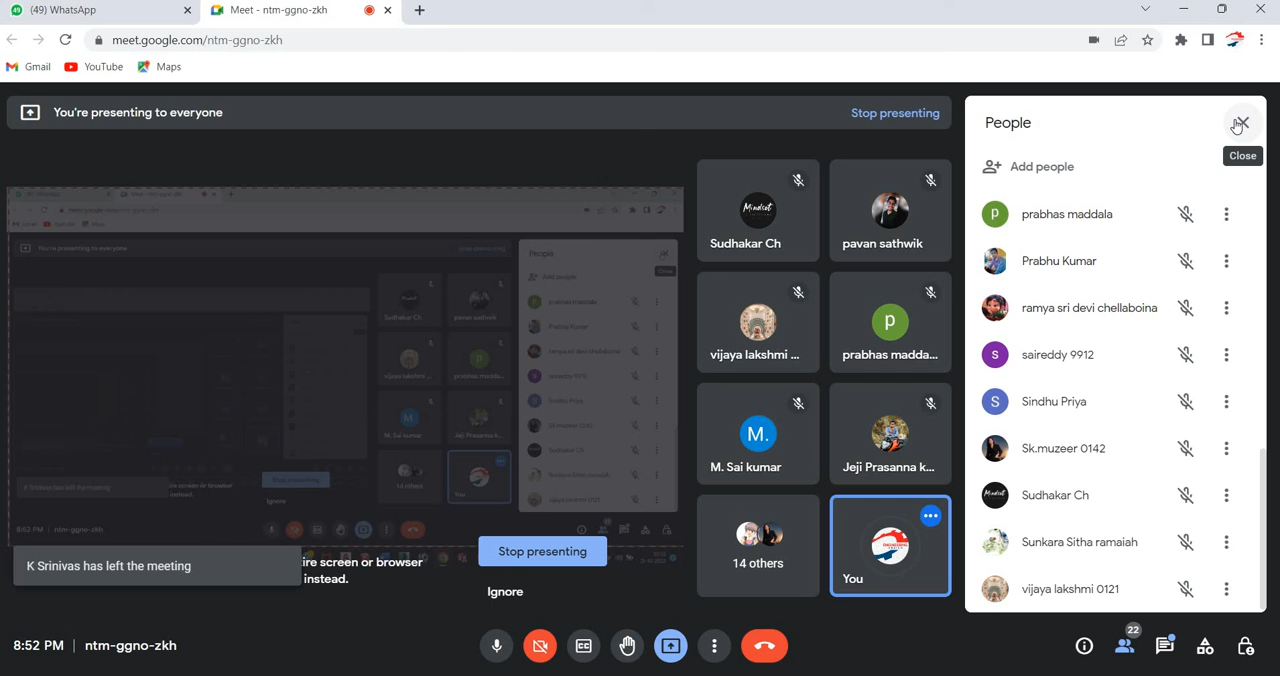 (49) WhatsApp
Meet - ntm-ggno-zkh
meet.google.com/ntm-ggno-zkh
Gmail
YouTube
Maps
You're presenting to everyone
Stop presenting
People
Close
Add people
prabhas maddala
Prabhu Kumar
ramya sri devi chellaboina
saireddy 9912
Sindhu Priya
Sk.muzeer 0142
Sudhakar Ch
Sunkara Sitha ramaiah
vijaya lakshmi 0121
Mindset
Sudhakar Ch
pavan sathwik
vijaya lakshmi ...
p
prabhas madda...
M.
M. Sai kumar
Jeji Prasanna k...
14 others
You
K Srinivas has left the meeting
ire screen or browser
instead.
Stop presenting
Ignore
8:52 PM | ntm-ggno-zkh
22